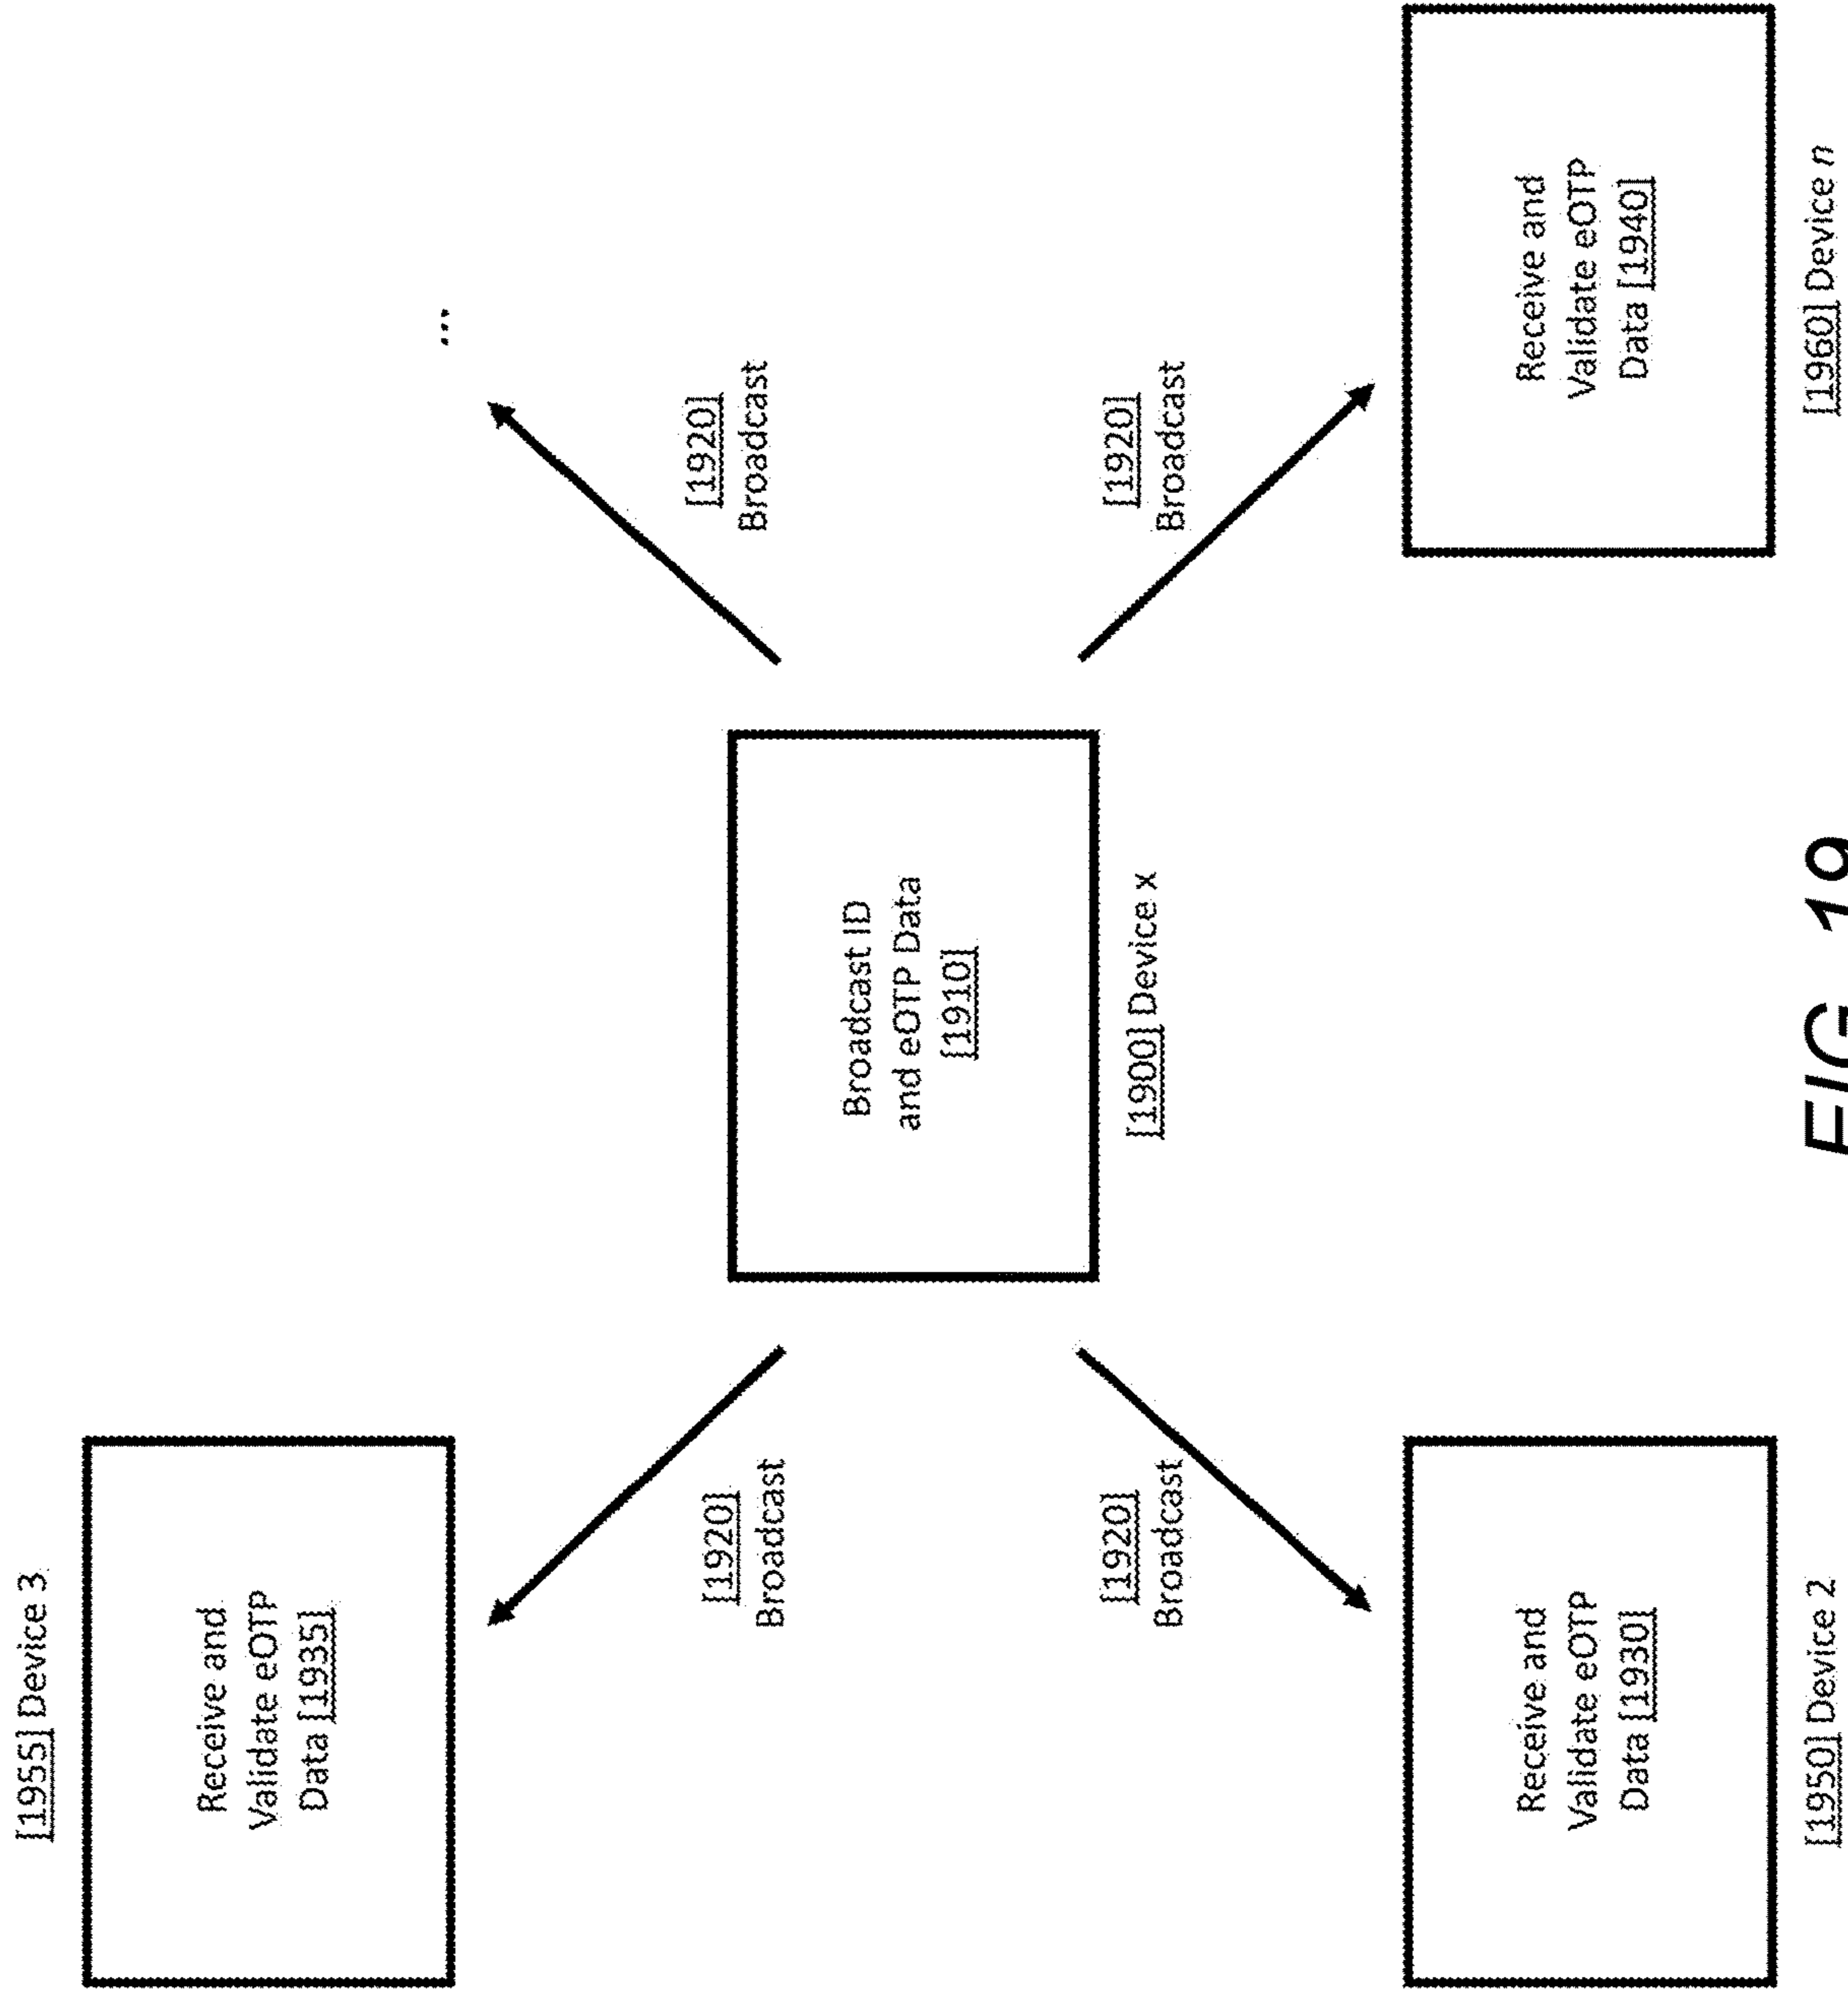 [1955] Device 3
Receive and
Validate eOTP
Data [1935]
...
[1920]
Broadcast
[1920]
Broadcast
Broadcast ID
and eOTP Data
[1910]
[1900] Device x
[1920]
Broadcast
[1920]
Broadcast
Receive and
Validate eOTP
Data [1930]
[1950] Device 2
Receive and
Validate eOTP
Data [1940]
[1960] Device n
FIG 19